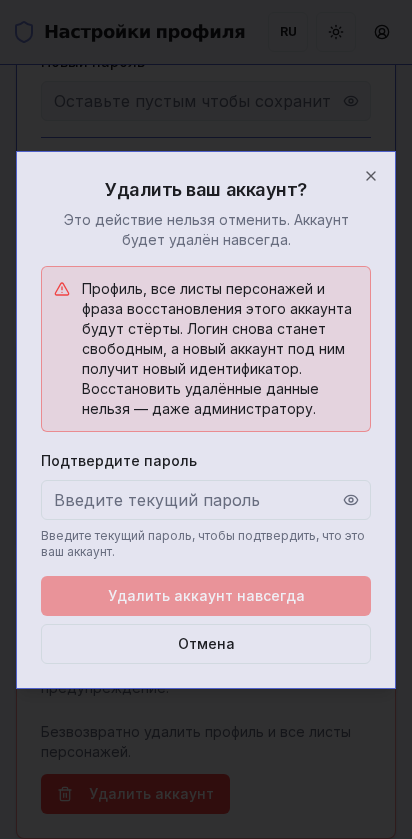 Настройки профиля
RU
Новый пароль
Оставьте пустым чтобы сохранит
Удалить ваш аккаунт?
Это действие нельзя отменить. Аккаунт
будет удалён навсегда.
Профиль, все листы персонажей и
фраза восстановления этого аккаунта
будут стёрты. Логин снова станет
свободным, а новый аккаунт под ним
получит новый идентификатор.
Восстановить удалённые данные
нельзя — даже администратору.
Подтвердите пароль
Введите текущий пароль
Введите текущий пароль, чтобы подтвердить, что это
ваш аккаунт.
Удалить аккаунт навсегда
Отмена
предупреждение.
Безвозвратно удалить профиль и все листы
персонажей.
Удалить аккаунт